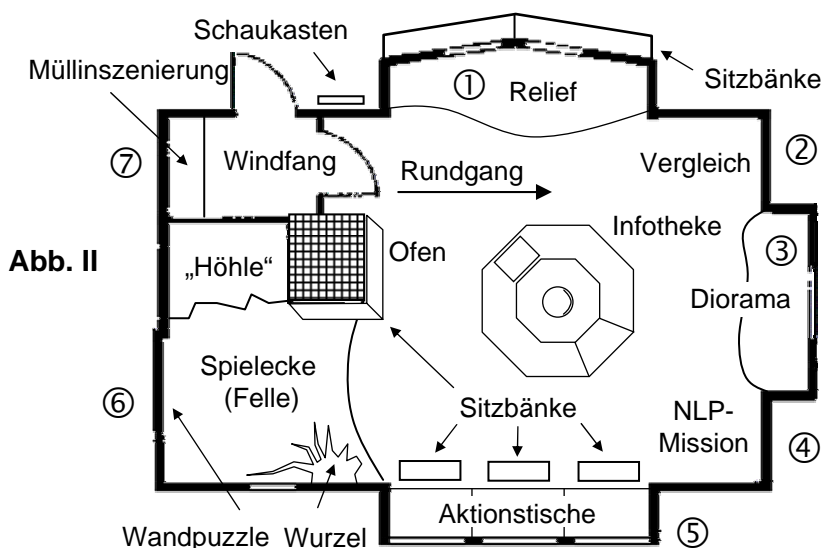 Schaukasten
Müllinszenierung
Sitzbänke
①
Relief
②
⑦
Windfang
Vergleich
Rundgang
Infotheke
③
Abb. II
„Höhle“
Ofen
Diorama
Spielecke
(Felle)
⑥
Sitzbänke
NLP-
Mission
④
Aktionstische
⑤
Wandpuzzle
Wurzel